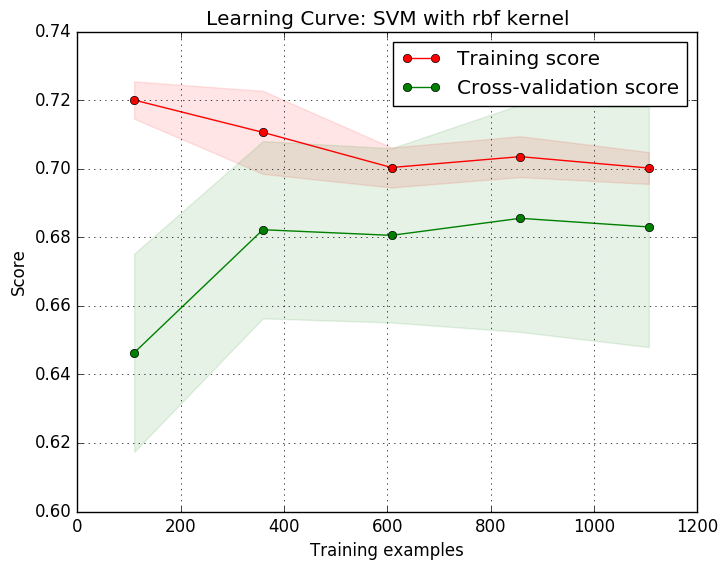 Learning Curve: SVM with rbf kernel
Training score
Cross-validation score
0.74
0.72
0.70
0.68
0.66
0.64
0.62
0.60
Score
0 200 400 600 800 1000 1200
Training examples